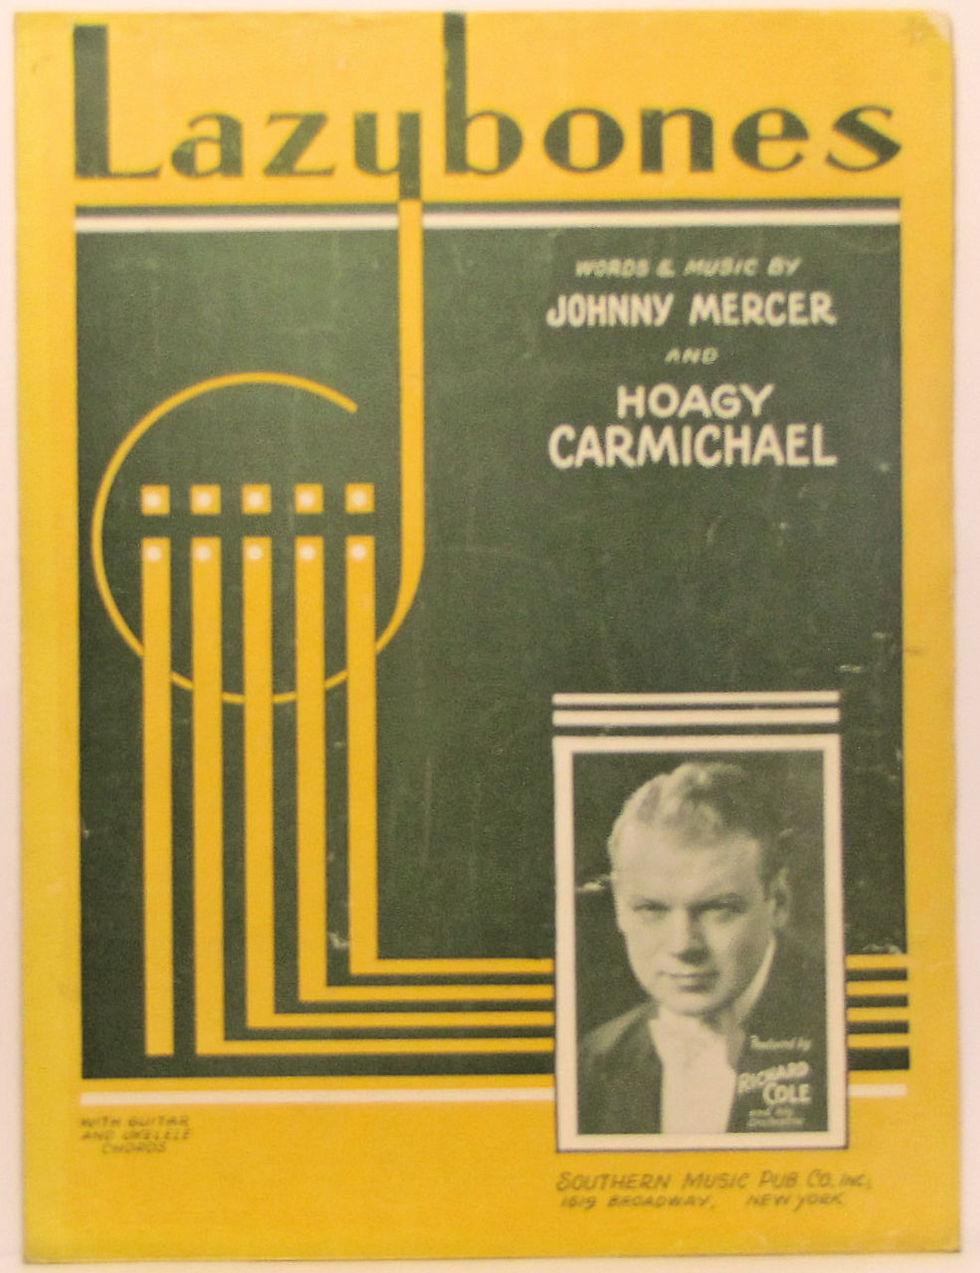 Lazybones
WORDS & MUSIC BY
JOHNNY MERCER
AND
HOAGY
CARMICHAEL
Featured by
RICHARD
COLE
and his
Orchestra
WITH GUITAR
AND UKELELE
CHORDS
SOUTHERN MUSIC PUB. CO. INC,
1619 BROADWAY, NEW YORK